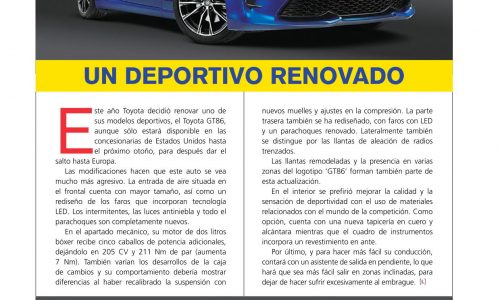 UN DEPORTIVO RENOVADO
Este año Toyota decidió renovar uno de
sus modelos deportivos, el Toyota GT86,
aunque sólo estará disponible en las
concesionarias de Estados Unidos hasta
el próximo otoño, para después dar el
salto hasta Europa.
Las modificaciones hacen que este auto se vea
mucho más agresivo. La entrada de aire situada en
el frontal cuenta con mayor tamaño, así como un
rediseño de los faros que incorporan tecnología
LED. Los intermitentes, las luces antiniebla y todo el
parachoques son completamente nuevos.
En el apartado mecánico, su motor de dos litros
bóxer recibe cinco caballos de potencia adicionales,
dejándolo en 205 CV y 211 Nm de par (aumenta
7 Nm). También varían los desarrollos de la caja
de cambios y su comportamiento debería mostrar
diferencias al haber recalibrado la suspensión con
nuevos muelles y ajustes en la compresión. La parte
trasera también se ha rediseñado, con faros con LED
y un parachoques renovado. Lateralmente también
se distingue por las llantas de aleación de radios
trenzados.
Las llantas remodeladas y la presencia en varias
zonas del logotipo 'GT86' forman también parte de
esta actualización.
En el interior se prefirió mejorar la calidad y la
sensación de deportividad con el uso de materiales
relacionados con el mundo de la competición. Como
opción, cuenta con una nueva tapicería en cuero y
alcántara mientras que el cuadro de instrumentos
incorpora un revestimiento en ante.
Por último, y para hacer más fácil su conducción,
contará con un asistente de salida en pendiente, lo que
hará que sea más fácil salir en zonas inclinadas, para
dejar de hacer sufrir excesivamente al embrague.